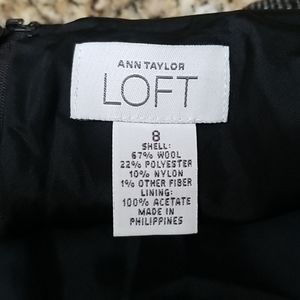 ANN TAYLOR
LOFT
8
SHELL:
67% WOOL
22% POLYESTER
10% NYLON
1% OTHER FIBER
LINING:
100% ACETATE
MADE IN
PHILIPPINES